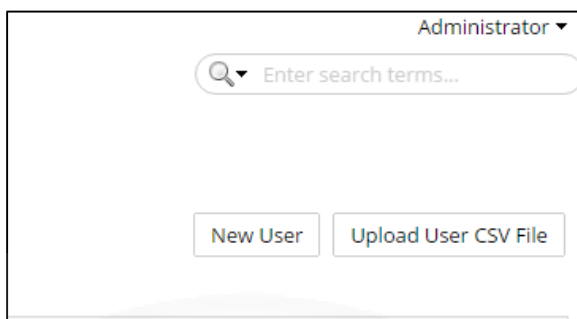 Administrator
Enter search terms...
New User
Upload User CSV File